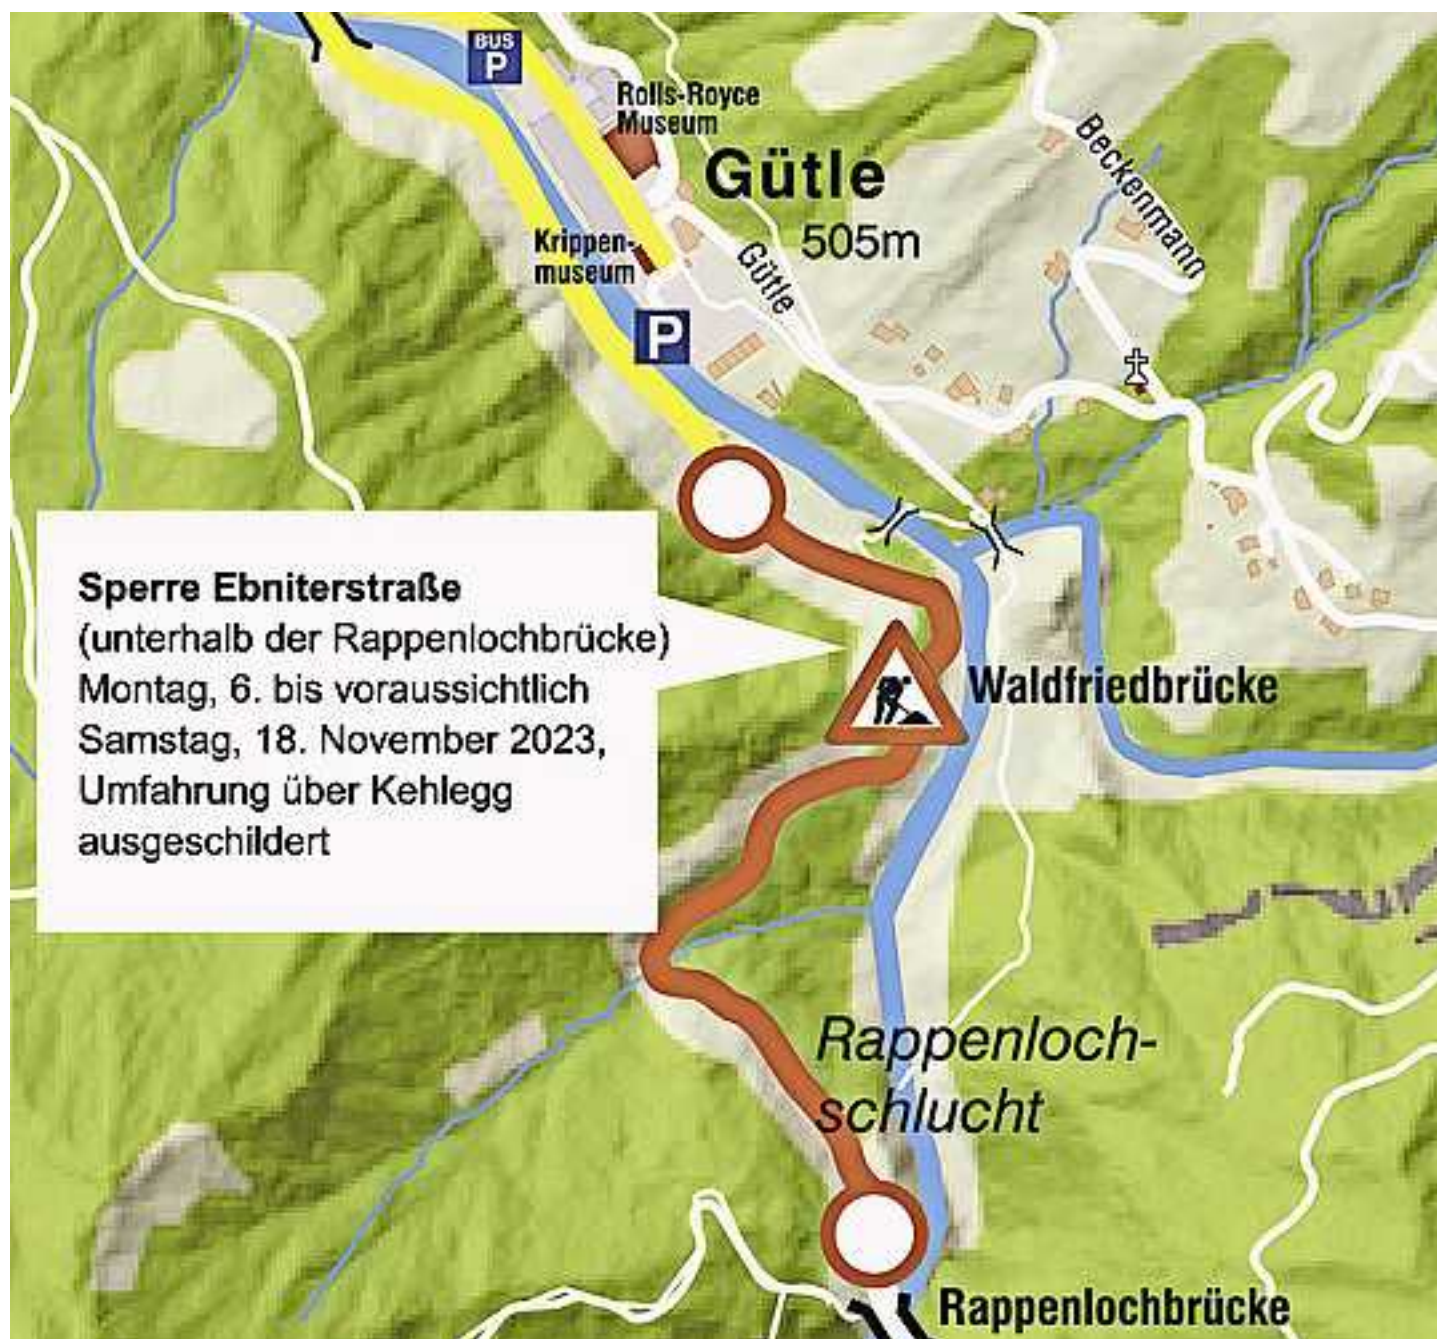 BUS
P
Rolls-Royce
Museum
Gütle
505m
Beckenmann
Krippen-
museum
Gütle
P
Sperre Ebniterstraße
(unterhalb der Rappenlochbrücke)
Montag, 6. bis voraussichtlich
Samstag, 18. November 2023,
Umfahrung über Kehlegg
ausgeschildert
Waldfriedbrücke
Rappenloch-
schlucht
Rappenlochbrücke